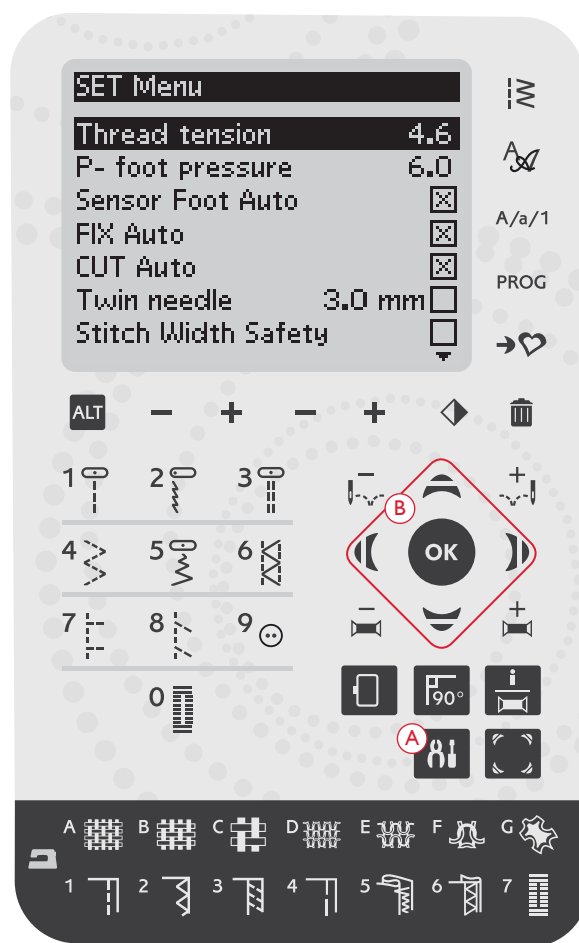 SET Menu
Thread tension 4.6
P- foot pressure 6.0
Sensor Foot Auto
FIX Auto
CUT Auto
Twin needle 3.0 mm
Stitch Width Safety
A/a/1
PROG
ALT - + - +
1 2 3
- +
B
4 5 6
OK
7 8 9
- +
0
90°
i
A
A B C D E F G
1 2 3 4 5 6 7